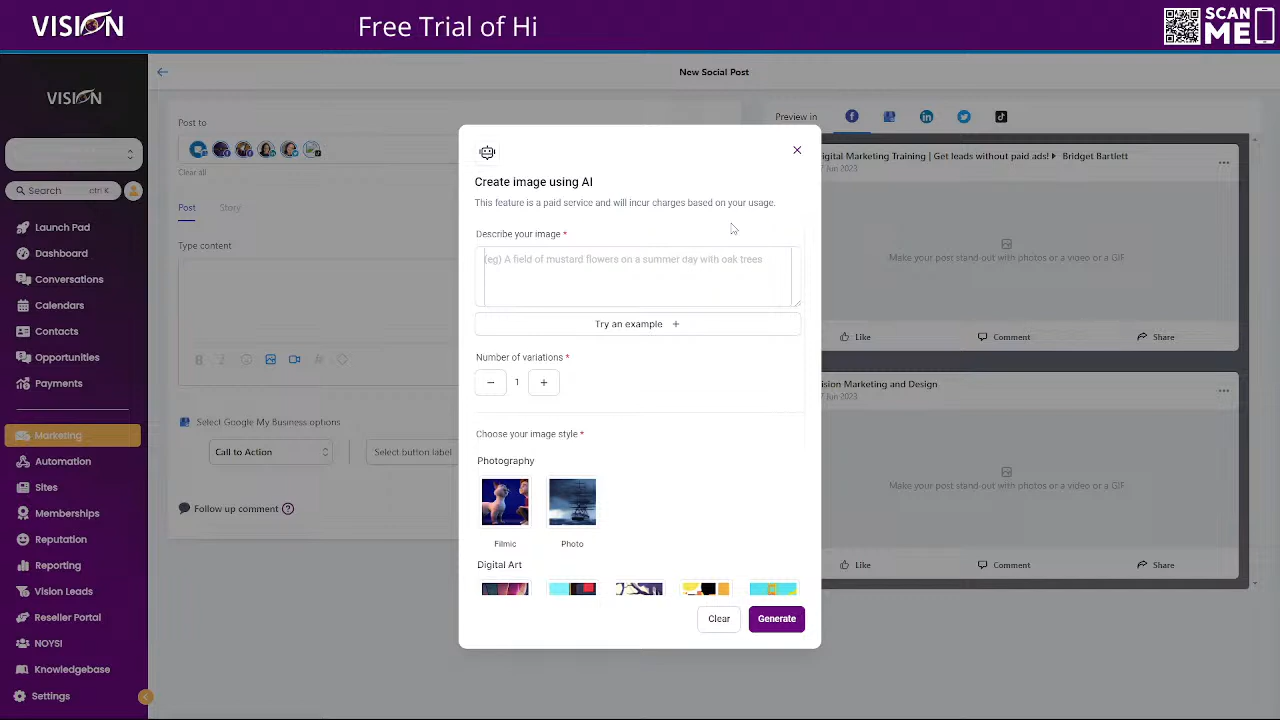 VISION
Free Trial of Hi
SCAN
ME
VISION
Search
ctrl K
Launch Pad
Dashboard
Conversations
Calendars
Contacts
Opportunities
Payments
Marketing
Automation
Sites
Memberships
Reputation
Reporting
Vision Leads
Reseller Portal
NOYSI
Knowledgebase
Settings
New Social Post
Post to
Clear all
Post
Story
Type content
Select Google My Business options
Call to Action
Select button label
Follow up comment
Create image using AI
This feature is a paid service and will incur charges based on your usage.
Describe your image *
(eg) A field of mustard flowers on a summer day with oak trees
Try an example +
Number of variations *
1
Choose your image style *
Photography
Filmic
Photo
Digital Art
Clear
Generate
Preview in
igital Marketing Training | Get leads without paid ads! Bridget Bartlett
Jun 2023
Make your post stand-out with photos or a video or a GIF
Like
Comment
Share
ision Marketing and Design
Jun 2023
Make your post stand-out with photos or a video or a GIF
Like
Comment
Share